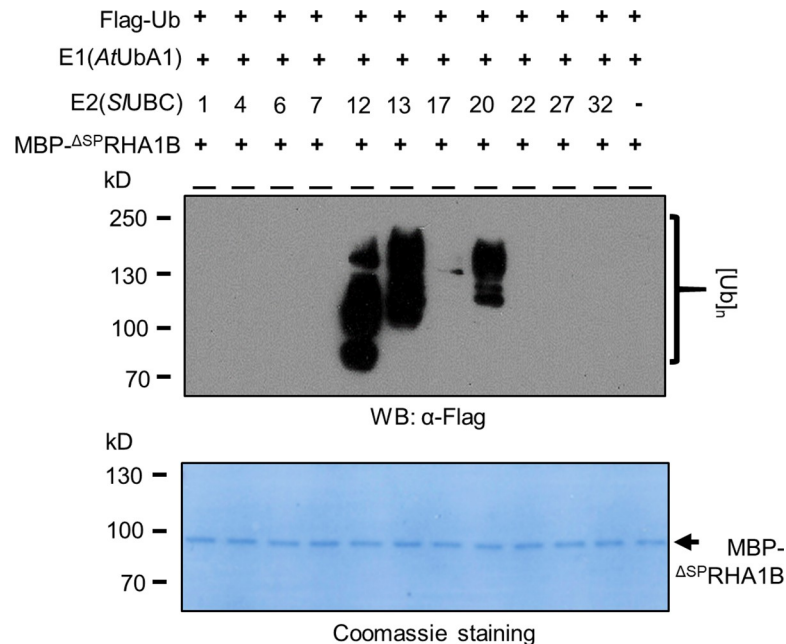 Flag-Ub + + + + + + + + + + + +
E1(AtUbA1) + + + + + + + + + + + +
E2(SlUBC) 1 4 6 7 12 13 17 20 22 27 32 -
MBP-ΔSPRHA1B + + + + + + + + + + + +
kD
250
130
100
70
[Ub]n
WB: α-Flag
kD
130
100
70
MBP-
ΔSPRHA1B
Coomassie staining